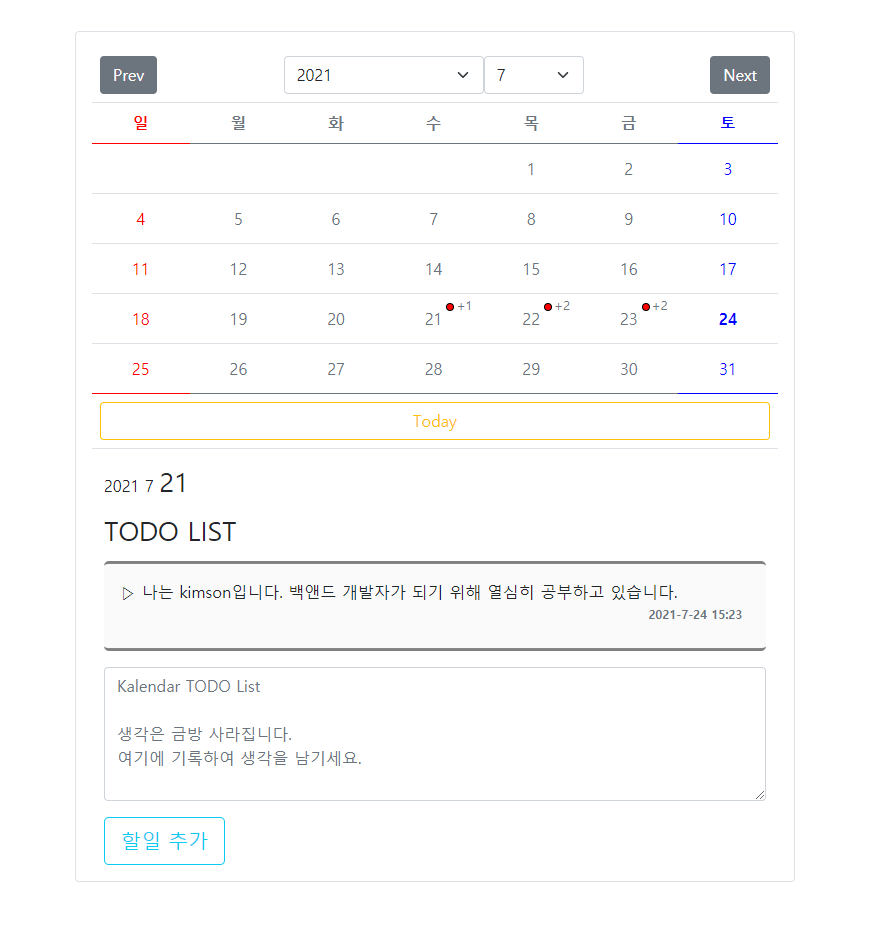 Prev 2021 7 Next
일 월 화 수 목 금 토
1 2 3
4 5 6 7 8 9 10
11 12 13 14 15 16 17
18 19 20 21 +1 22 +2 23 +2 24
25 26 27 28 29 30 31
Today
2021 7 21
TODO LIST
▷ 나는 kimson입니다. 백앤드 개발자가 되기 위해 열심히 공부하고 있습니다.
2021-7-24 15:23
Kalendar TODO List
생각은 금방 사라집니다.
여기에 기록하여 생각을 남기세요.
할일 추가